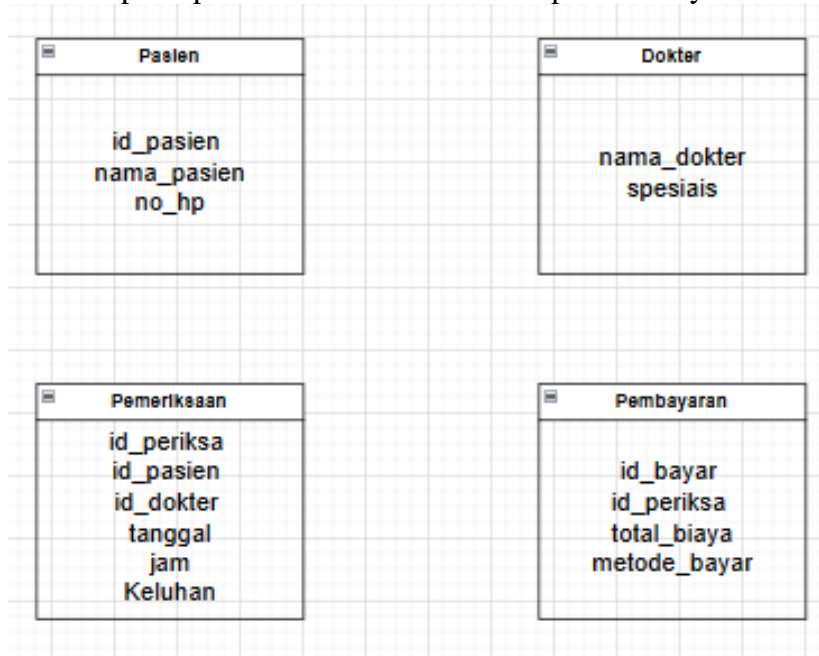 Pasien
id_pasien
nama_pasien
no_hp
Dokter
nama_dokter
spesiais
Pemeriksaan
id_periksa
id_pasien
id_dokter
tanggal
jam
Keluhan
Pembayaran
id_bayar
id_periksa
total_biaya
metode_bayar